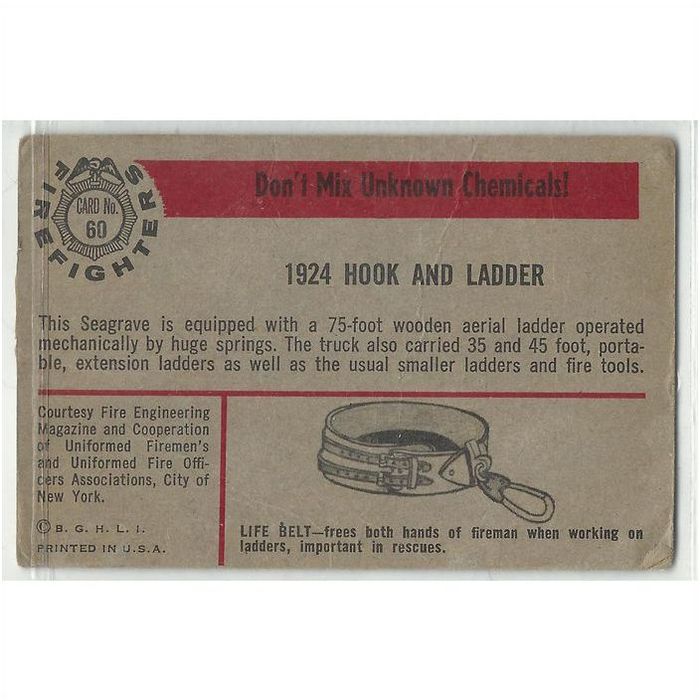 FIREFIGHTERS
CARD No.
60
Don't Mix Unknown Chemicals!
1924 HOOK AND LADDER
This Seagrave is equipped with a 75-foot wooden aerial ladder operated
mechanically by huge springs. The truck also carried 35 and 45 foot, porta-
ble, extension ladders as well as the usual smaller ladders and fire tools.
Courtesy Fire Engineering
Magazine and Cooperation
of Uniformed Firemen's
and Uniformed Fire Offi-
cers Associations, City of
New York.
© B. G. H. L. I.
PRINTED IN U.S.A.
LIFE BELT—frees both hands of fireman when working on
ladders, important in rescues.